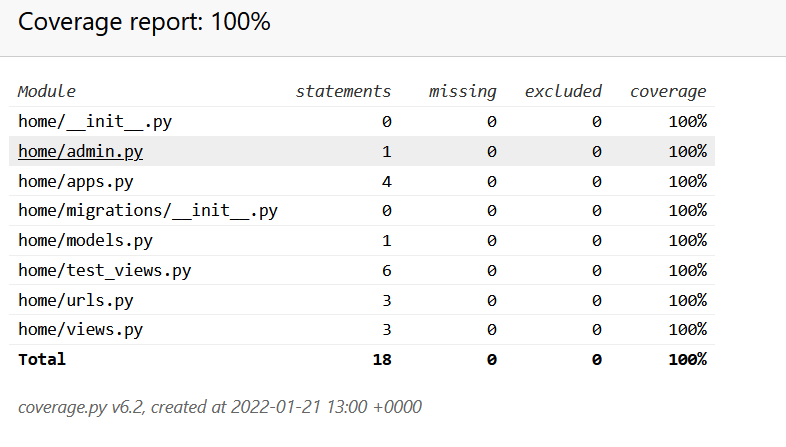 Coverage report: 100%
Module statements missing excluded coverage
home/__init__.py 0 0 0 100%
home/admin.py 1 0 0 100%
home/apps.py 4 0 0 100%
home/migrations/__init__.py 0 0 0 100%
home/models.py 1 0 0 100%
home/test_views.py 6 0 0 100%
home/urls.py 3 0 0 100%
home/views.py 3 0 0 100%
Total 18 0 0 100%
coverage.py v6.2, created at 2022-01-21 13:00 +0000